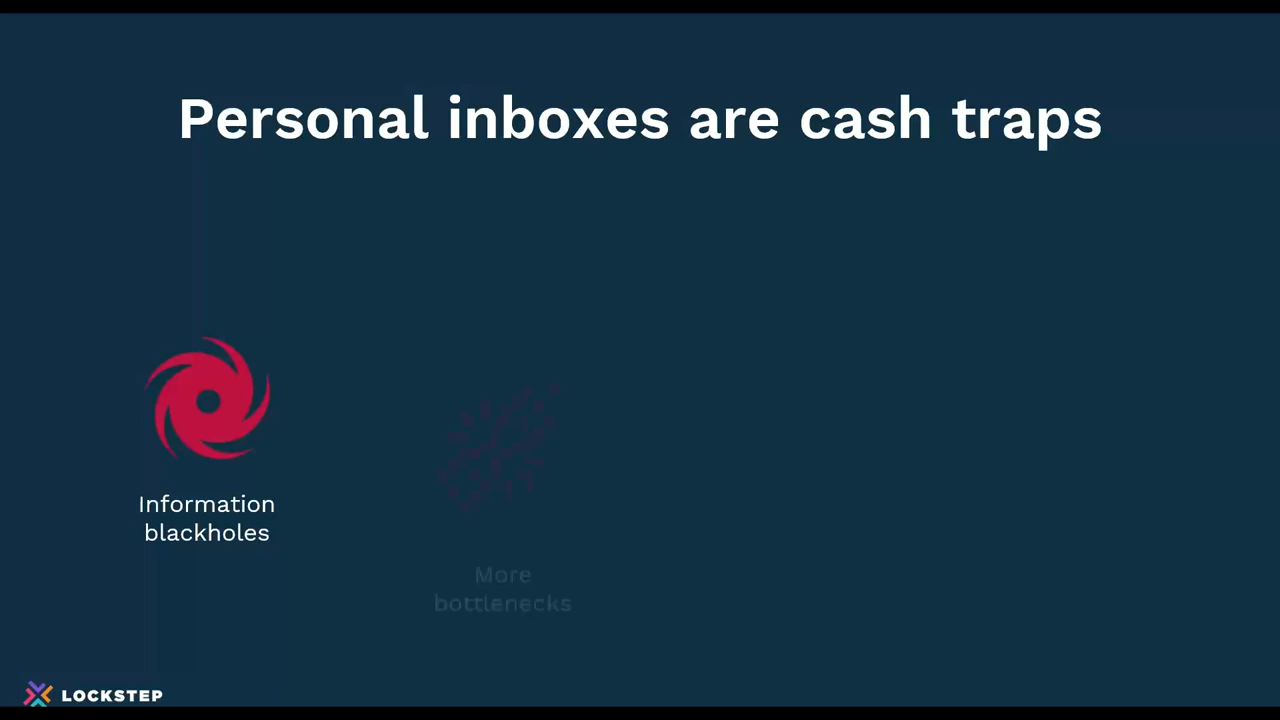 Personal inboxes are cash traps
Information
blackholes
More
bottlenecks
LOCKSTEP